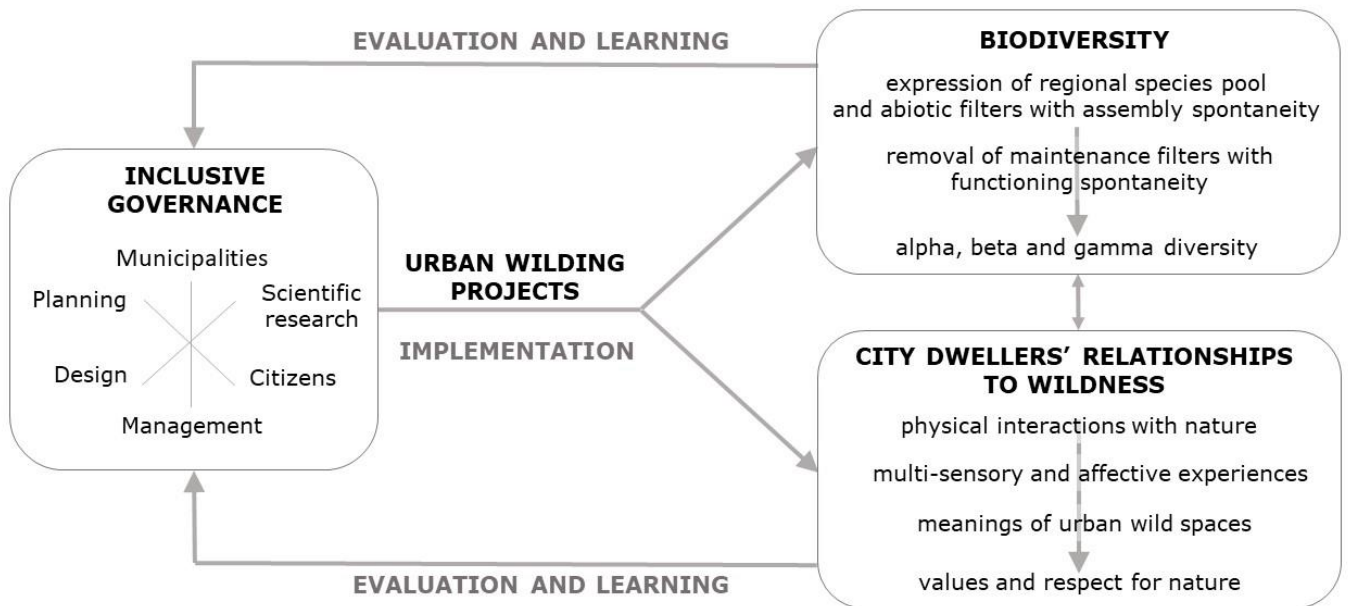 EVALUATION AND LEARNING
BIODIVERSITY
expression of regional species pool
and abiotic filters with assembly spontaneity
removal of maintenance filters with
functioning spontaneity
alpha, beta and gamma diversity
INCLUSIVE
GOVERNANCE
Municipalities
Planning
Scientific
research
Design
Citizens
Management
URBAN WILDING
PROJECTS
IMPLEMENTATION
CITY DWELLERS’ RELATIONSHIPS
TO WILDNESS
physical interactions with nature
multi-sensory and affective experiences
meanings of urban wild spaces
values and respect for nature
EVALUATION AND LEARNING